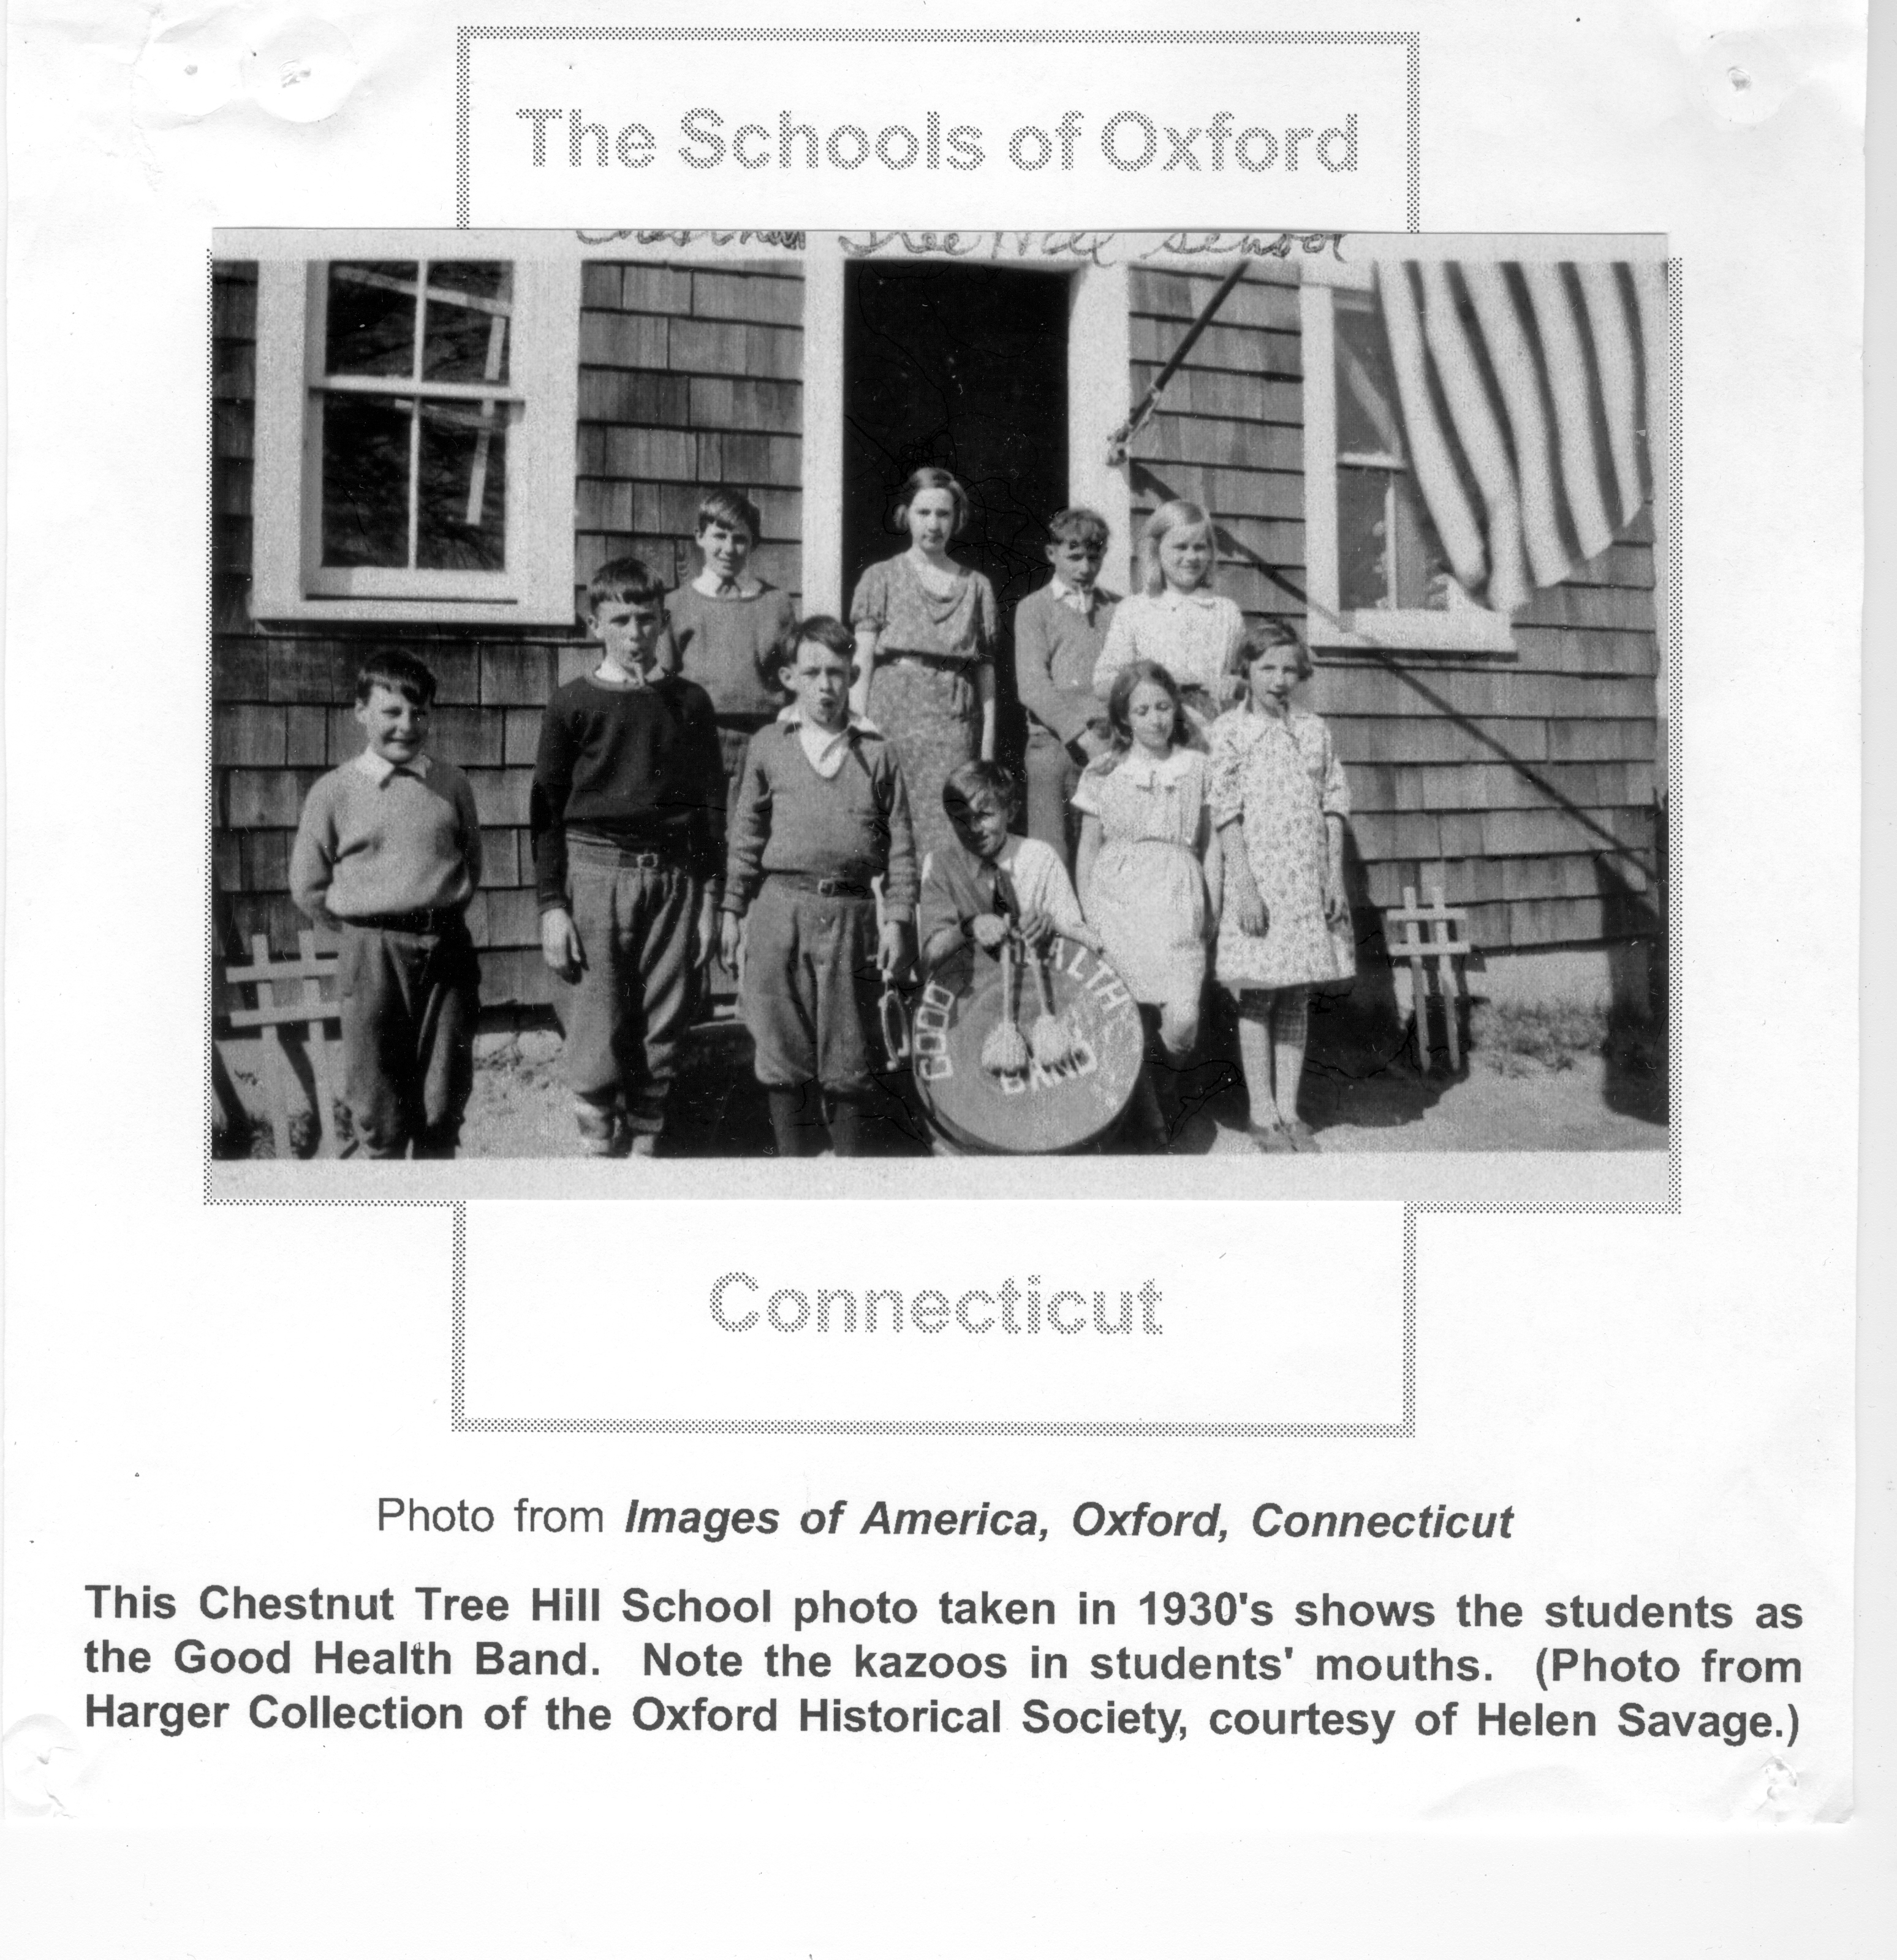 The Schools of Oxford
Chestnut Tree Hill School
GOOD
EALTH
BAND
Connecticut
Photo from Images of America, Oxford, Connecticut
This Chestnut Tree Hill School photo taken in 1930's shows the students as
the Good Health Band. Note the kazoos in students' mouths. (Photo from
Harger Collection of the Oxford Historical Society, courtesy of Helen Savage.)